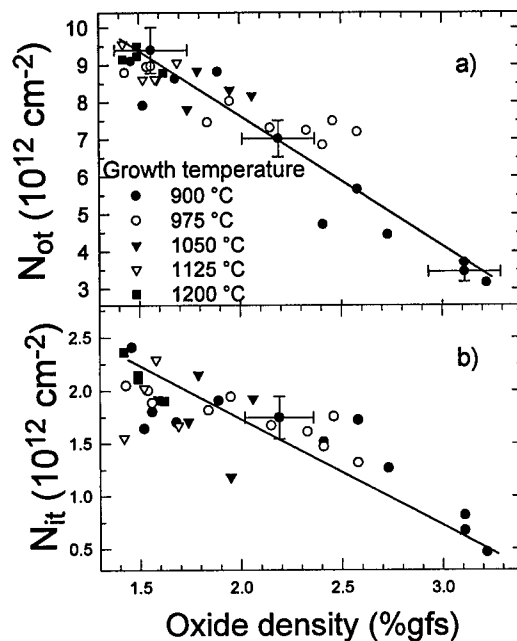 11
10
9
8
7
6
5
4
3
N_ot (10^12 cm^-2)
a)
Growth temperature
900 °C
975 °C
1050 °C
1125 °C
1200 °C
2.5
2.0
1.5
1.0
0.5
N_it (10^12 cm^-2)
b)
1.5 2.0 2.5 3.0
Oxide density (%gfs)